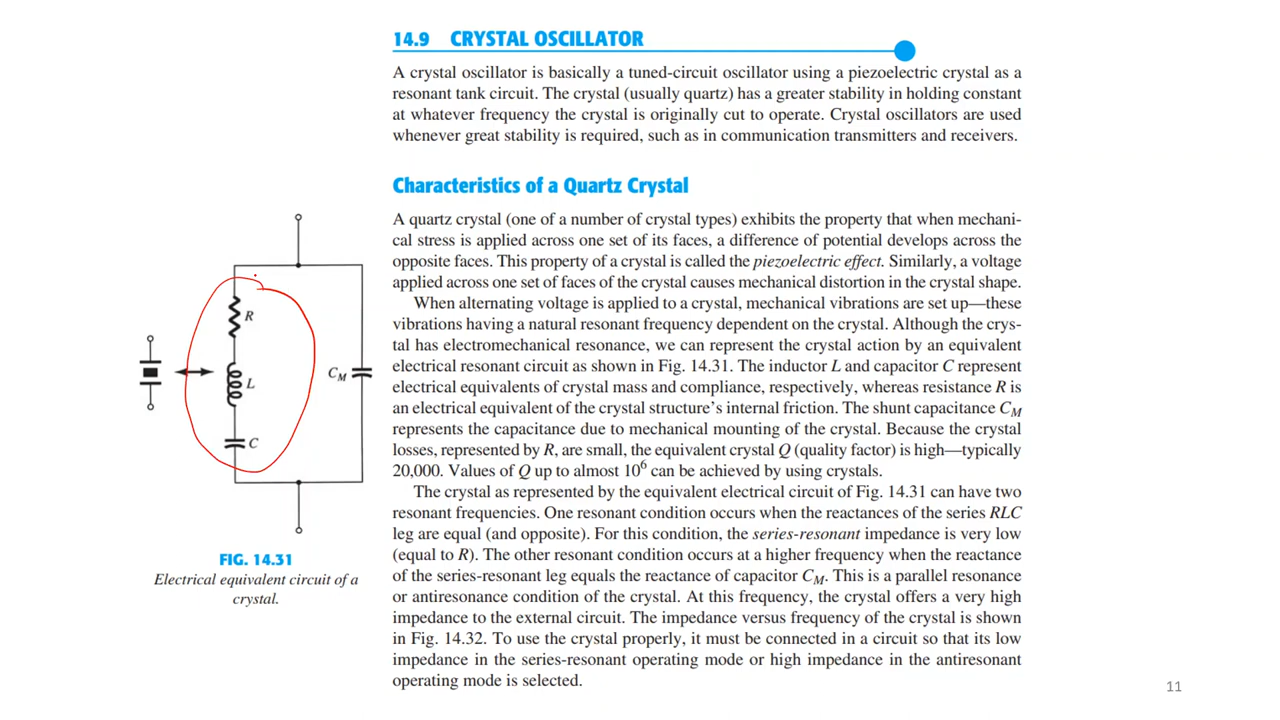 14.9 CRYSTAL OSCILLATOR
A crystal oscillator is basically a tuned-circuit oscillator using a piezoelectric crystal as a
resonant tank circuit. The crystal (usually quartz) has a greater stability in holding constant
at whatever frequency the crystal is originally cut to operate. Crystal oscillators are used
whenever great stability is required, such as in communication transmitters and receivers.
Characteristics of a Quartz Crystal
A quartz crystal (one of a number of crystal types) exhibits the property that when mechani-
cal stress is applied across one set of its faces, a difference of potential develops across the
opposite faces. This property of a crystal is called the piezoelectric effect. Similarly, a voltage
applied across one set of faces of the crystal causes mechanical distortion in the crystal shape.
When alternating voltage is applied to a crystal, mechanical vibrations are set up—these
vibrations having a natural resonant frequency dependent on the crystal. Although the crys-
tal has electromechanical resonance, we can represent the crystal action by an equivalent
electrical resonant circuit as shown in Fig. 14.31. The inductor L and capacitor C represent
electrical equivalents of crystal mass and compliance, respectively, whereas resistance R is
an electrical equivalent of the crystal structure's internal friction. The shunt capacitance CM
represents the capacitance due to mechanical mounting of the crystal. Because the crystal
losses, represented by R, are small, the equivalent crystal Q (quality factor) is high—typically
20,000. Values of Q up to almost 10⁶ can be achieved by using crystals.
The crystal as represented by the equivalent electrical circuit of Fig. 14.31 can have two
resonant frequencies. One resonant condition occurs when the reactances of the series RLC
leg are equal (and opposite). For this condition, the series-resonant impedance is very low
(equal to R). The other resonant condition occurs at a higher frequency when the reactance
of the series-resonant leg equals the reactance of capacitor CM. This is a parallel resonance
or antiresonance condition of the crystal. At this frequency, the crystal offers a very high
impedance to the external circuit. The impedance versus frequency of the crystal is shown
in Fig. 14.32. To use the crystal properly, it must be connected in a circuit so that its low
impedance in the series-resonant operating mode or high impedance in the antiresonant
operating mode is selected.
R
L
C
CM
FIG. 14.31
Electrical equivalent circuit of a
crystal.
11